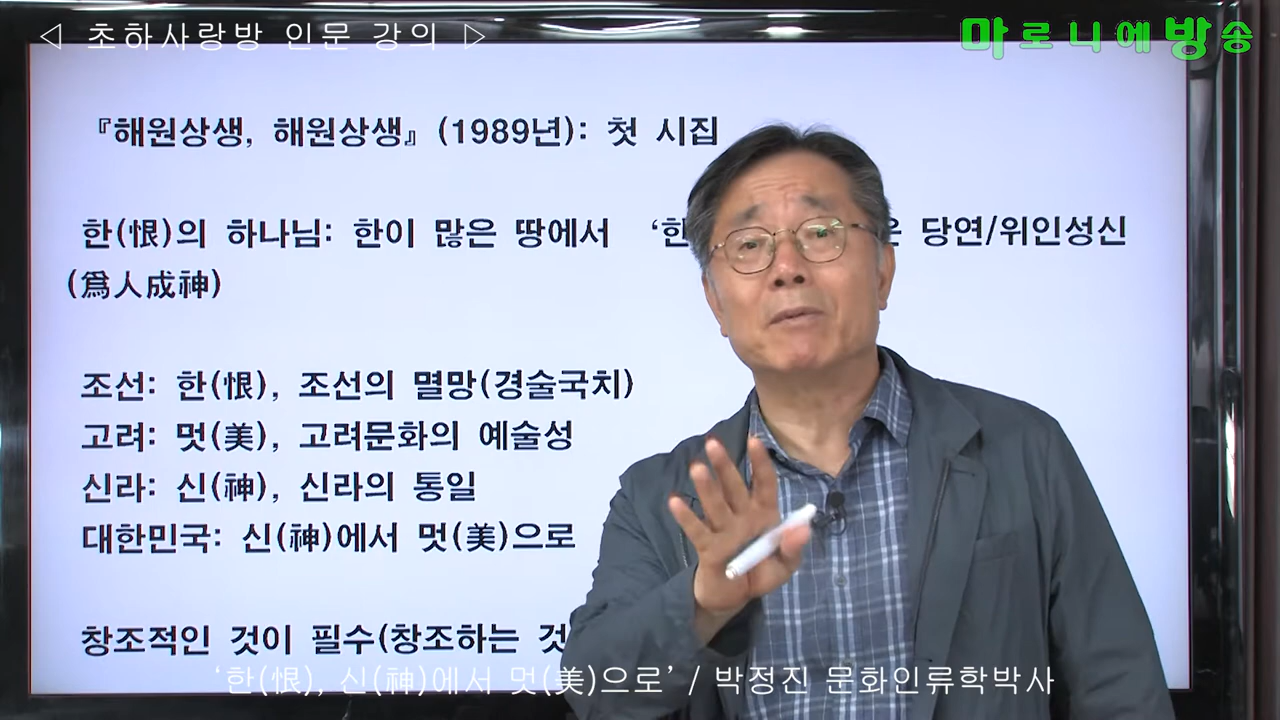 ◁ 초하사랑방 인문 강의 ▷
마로니에방송
『해원상생, 해원상생』(1989년): 첫 시집
한(恨)의 하나님: 한이 많은 땅에서 ‘한 은 당연/위인성신
(爲人成神)
조선: 한(恨), 조선의 멸망(경술국치)
고려: 멋(美), 고려문화의 예술성
신라: 신(神), 신라의 통일
대한민국: 신(神)에서 멋(美)으로
창조적인 것이 필수(창조하는 것
‘한(恨), 신(神)에서 멋(美)으로’ / 박정진 문화인류학박사